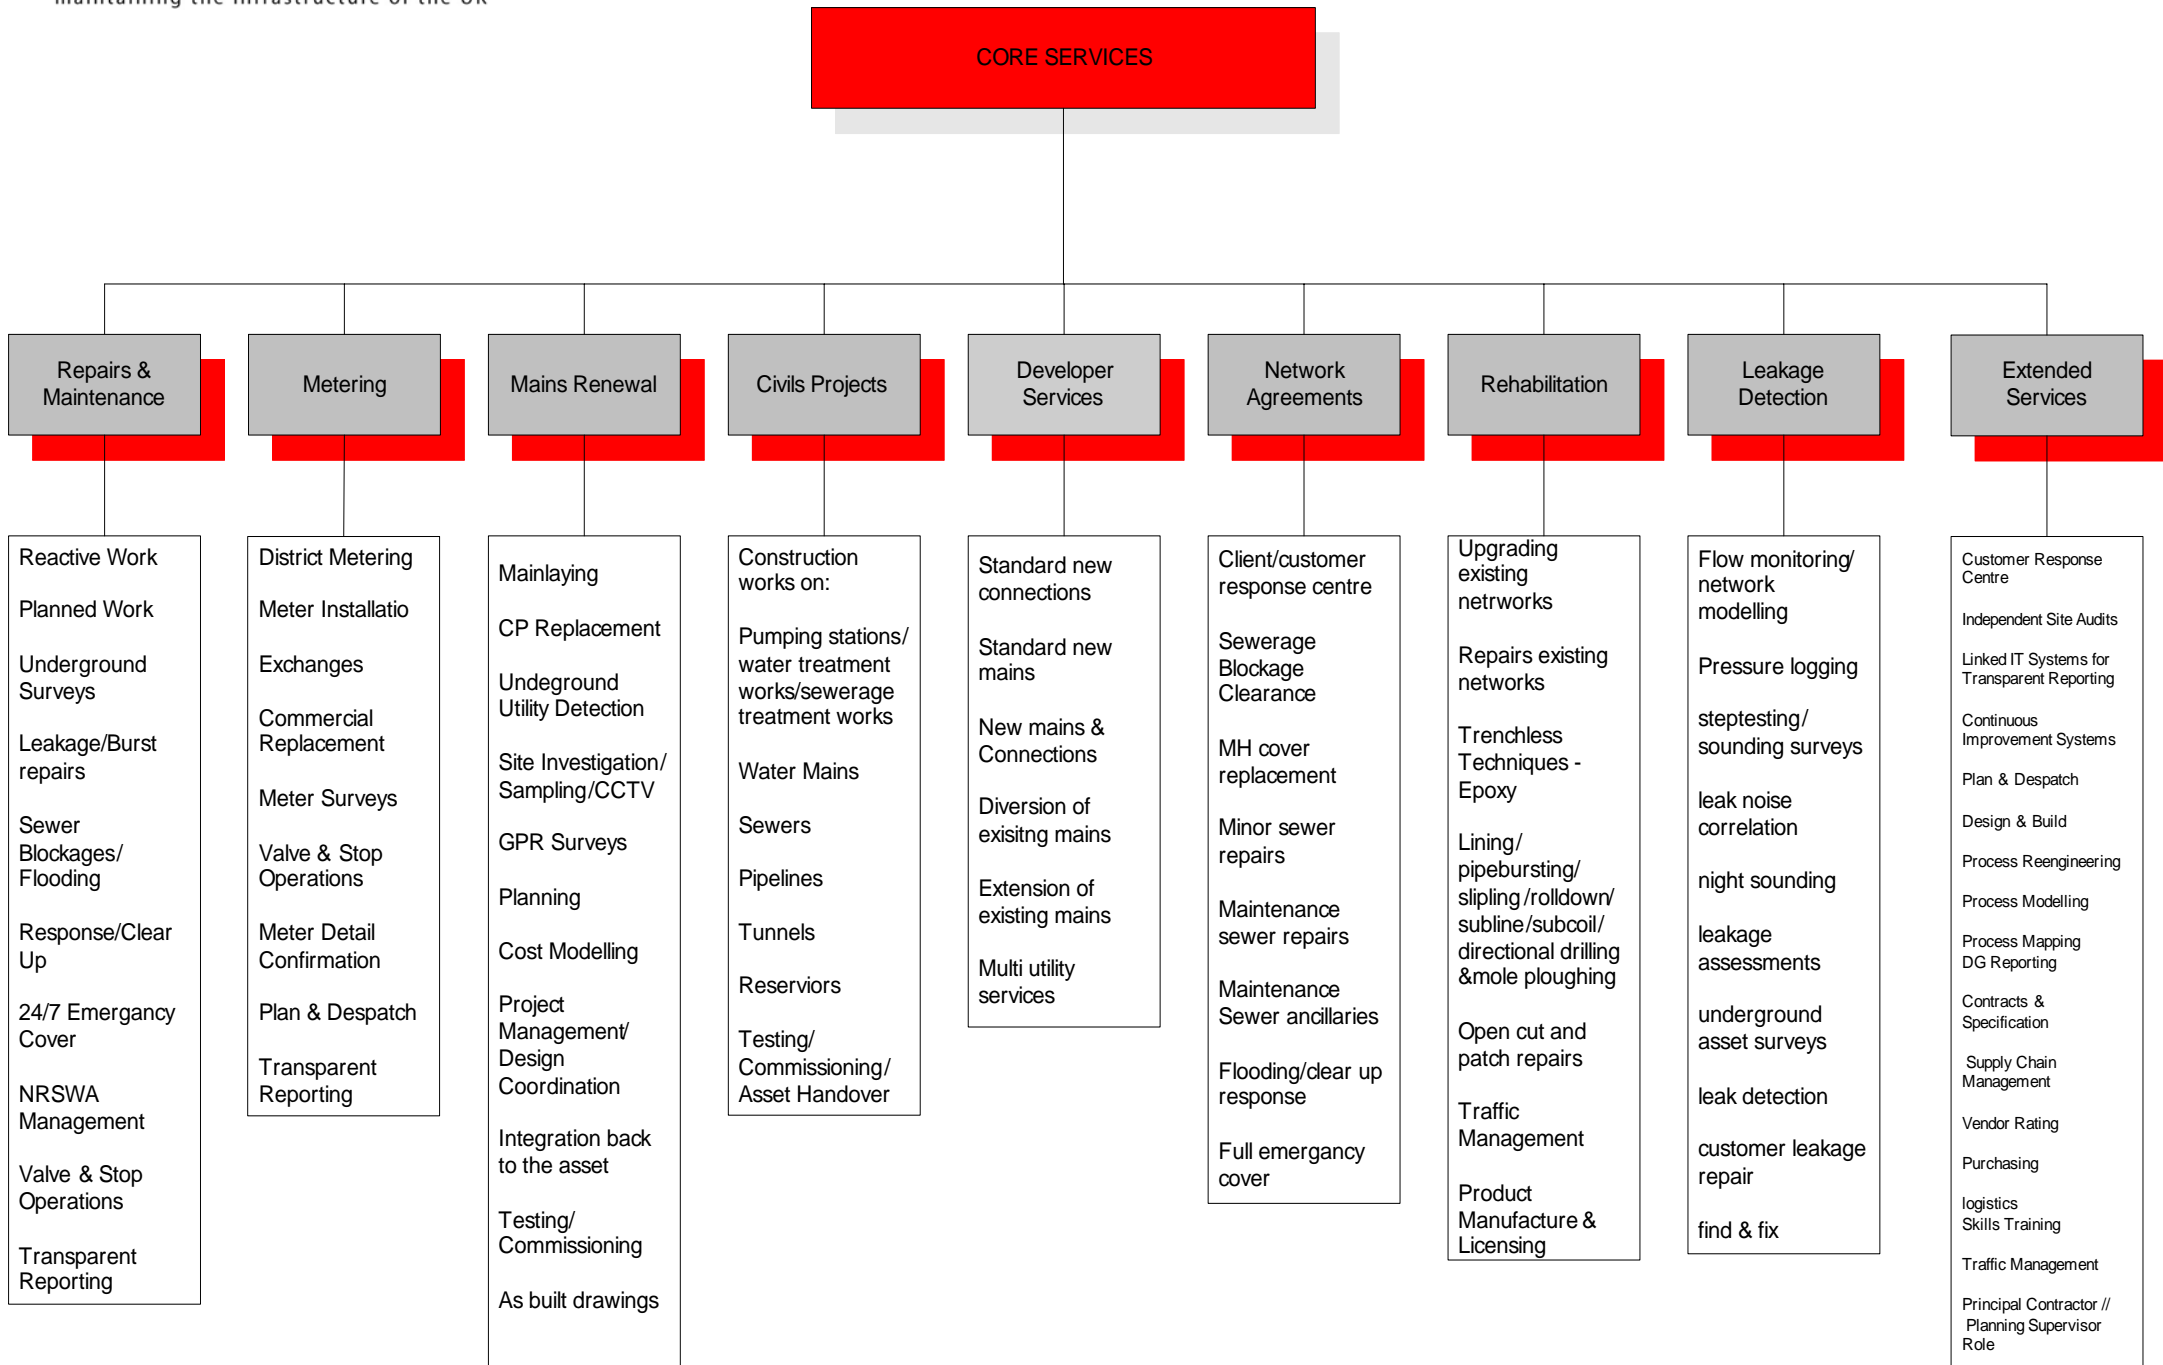 maintaining the infrastructure of the UK
CORE SERVICES
Repairs &
Maintenance
Metering
Mains Renewal
Civils Projects
Developer
Services
Network
Agreements
Rehabilitation
Leakage
Detection
Extended
Services
Reactive Work
Planned Work
Underground
Surveys
Leakage/Burst
repairs
Sewer
Blockages/
Flooding
Response/Clear
Up
24/7 Emergancy
Cover
NRSWA
Management
Valve & Stop
Operations
Transparent
Reporting
District Metering
Meter Installatio
Exchanges
Commercial
Replacement
Meter Surveys
Valve & Stop
Operations
Meter Detail
Confirmation
Plan & Despatch
Transparent
Reporting
Mainlaying
CP Replacement
Undeground
Utility Detection
Site Investigation/
Sampling/CCTV
GPR Surveys
Planning
Cost Modelling
Project
Management/
Design
Coordination
Integration back
to the asset
Testing/
Commissioning
As built drawings
Construction
works on:
Pumping stations/
water treatment
works/sewerage
treatment works
Water Mains
Sewers
Pipelines
Tunnels
Reserviors
Testing/
Commissioning/
Asset Handover
Standard new
connections
Standard new
mains
New mains &
Connections
Diversion of
exisitng mains
Extension of
existing mains
Multi utility
services
Client/customer
response centre
Sewerage
Blockage
Clearance
MH cover
replacement
Minor sewer
repairs
Maintenance
sewer repairs
Maintenance
Sewer ancillaries
Flooding/clear up
response
Full emergancy
cover
Upgrading
existing
netrworks
Repairs existing
networks
Trenchless
Techniques -
Epoxy
Lining/
pipebursting/
slipling/rolldown/
subline/subcoil/
directional drilling
&mole ploughing
Open cut and
patch repairs
Traffic
Management
Product
Manufacture &
Licensing
Flow monitoring/
network
modelling
Pressure logging
steptesting/
sounding surveys
leak noise
correlation
night sounding
leakage
assessments
underground
asset surveys
leak detection
customer leakage
repair
find & fix
Customer Response
Centre
Independent Site Audits
Linked IT Systems for
Transparent Reporting
Continuous
Improvement Systems
Plan & Despatch
Design & Build
Process Reengineering
Process Modelling
Process Mapping
DG Reporting
Contracts &
Specification
Supply Chain
Management
Vendor Rating
Purchasing
logistics
Skills Training
Traffic Management
Principal Contractor //
Planning Supervisor
Role